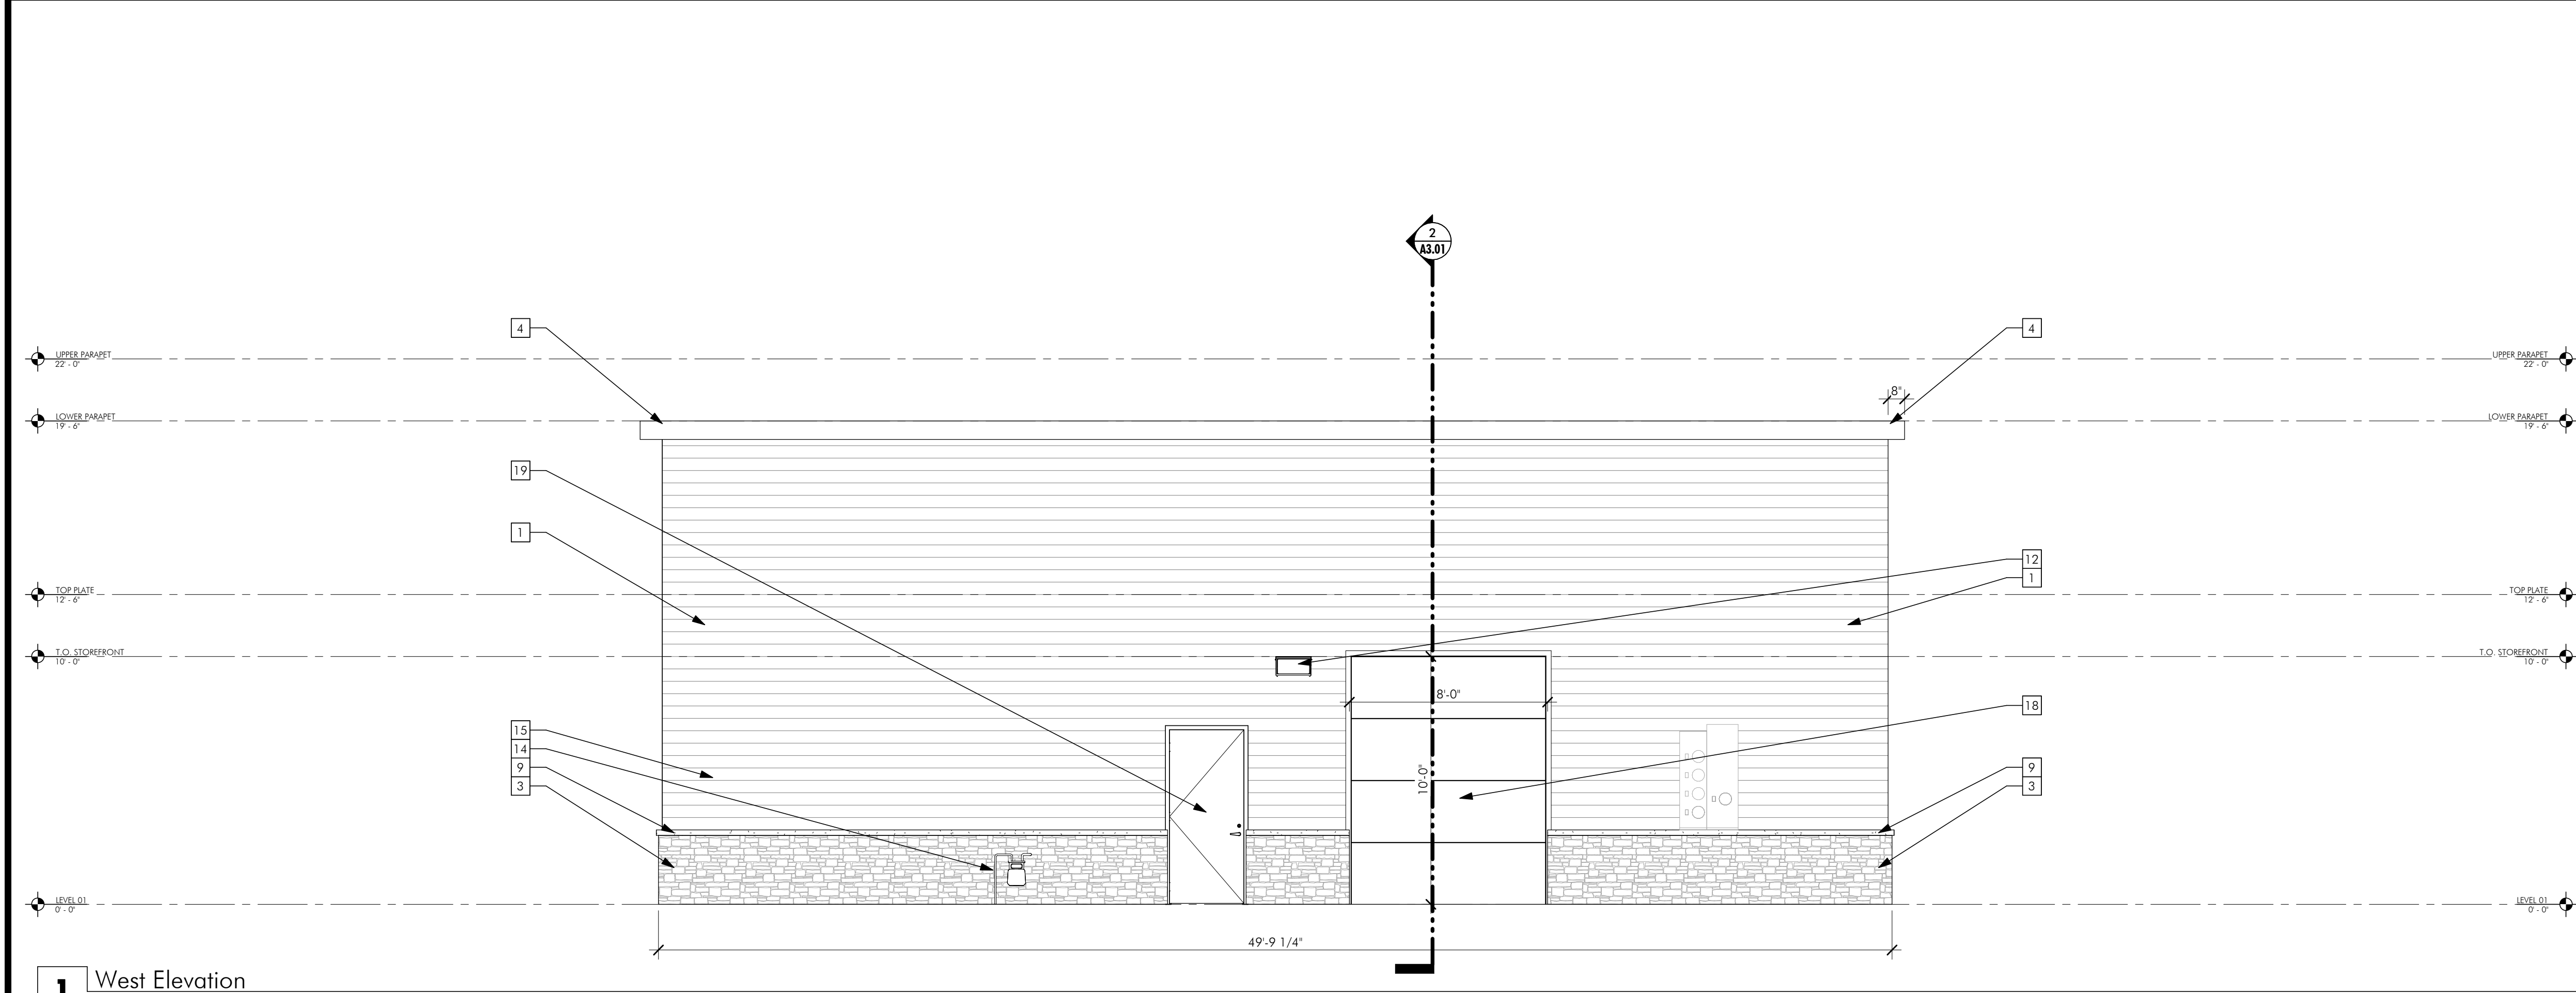 2
A3.01
4
4
UPPER PARAPET
22' - 0"
UPPER PARAPET
22' - 0"
8"
LOWER PARAPET
19' - 6"
LOWER PARAPET
19' - 6"
19
1
12
1
TOP PLATE
12' - 6"
TOP PLATE
12' - 6"
T.O. STOREFRONT
10' - 0"
T.O. STOREFRONT
10' - 0"
8'-0"
18
15
14
9
3
10'-0"
9
3
LEVEL 01
0' - 0"
LEVEL 01
0' - 0"
49'-9 1/4"
1
West Elevation